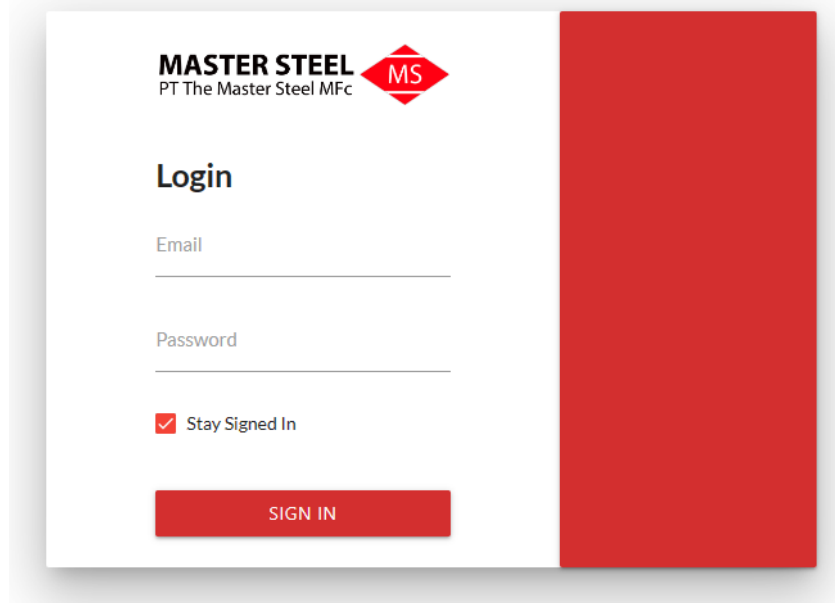 MASTER STEEL
PT The Master Steel MFc
MS
Login
Email
Password
Stay Signed In
SIGN IN